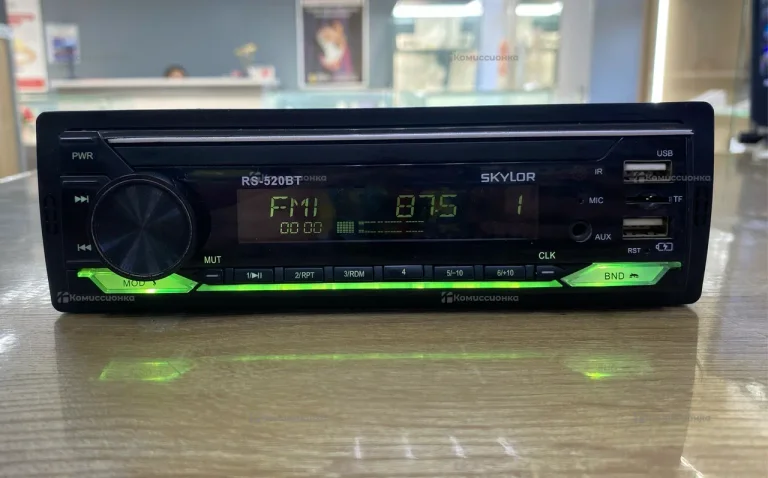 Комиссионка
PWR
USB
RS-520BT
SKYLOR
IR
FM1 87.5 1
MIC
TF
00:00
AUX
RST
MUT
CLK
1/▶II
2/RPT
3/RDM
4
5/-10
6/+10
MOD
BND
Комиссионка
Комиссионка